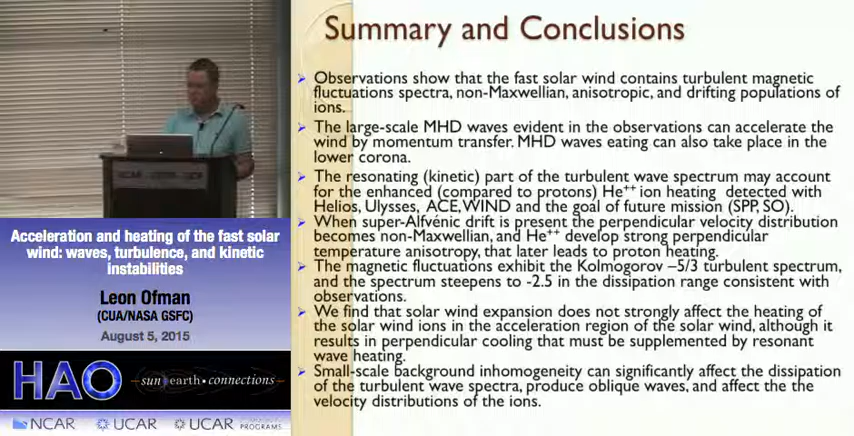 Summary and Conclusions
Observations show that the fast solar wind contains turbulent magnetic
fluctuations spectra, non-Maxwellian, anisotropic, and drifting populations of
ions.
The large-scale MHD waves evident in the observations can accelerate the
wind by momentum transfer. MHD waves eating can also take place in the
lower corona.
The resonating (kinetic) part of the turbulent wave spectrum may account
for the enhanced (compared to protons) He++ ion heating detected with
Helios, Ulysses, ACE, WIND and the goal of future mission (SPP, SO).
When super-Alfvénic drift is present the perpendicular velocity distribution
becomes non-Maxwellian, and He++ develop strong perpendicular
temperature anisotropy, that later leads to proton heating.
The magnetic fluctuations exhibit the Kolmogorov –5/3 turbulent spectrum,
and the spectrum steepens to -2.5 in the dissipation range consistent with
observations.
We find that solar wind expansion does not strongly affect the heating of
the solar wind ions in the acceleration region of the solar wind, although it
results in perpendicular cooling that must be supplemented by resonant
wave heating.
Small-scale background inhomogeneity can significantly affect the dissipation
of the turbulent wave spectra, produce oblique waves, and affect the the
velocity distributions of the ions.
Acceleration and heating of the fast solar
wind: waves, turbulence, and kinetic
instabilities
Leon Ofman
(CUA/NASA GSFC)
August 5, 2015
HAO sun earth • connections
NCAR UCAR UCAR COMMUNITY
PROGRAMS